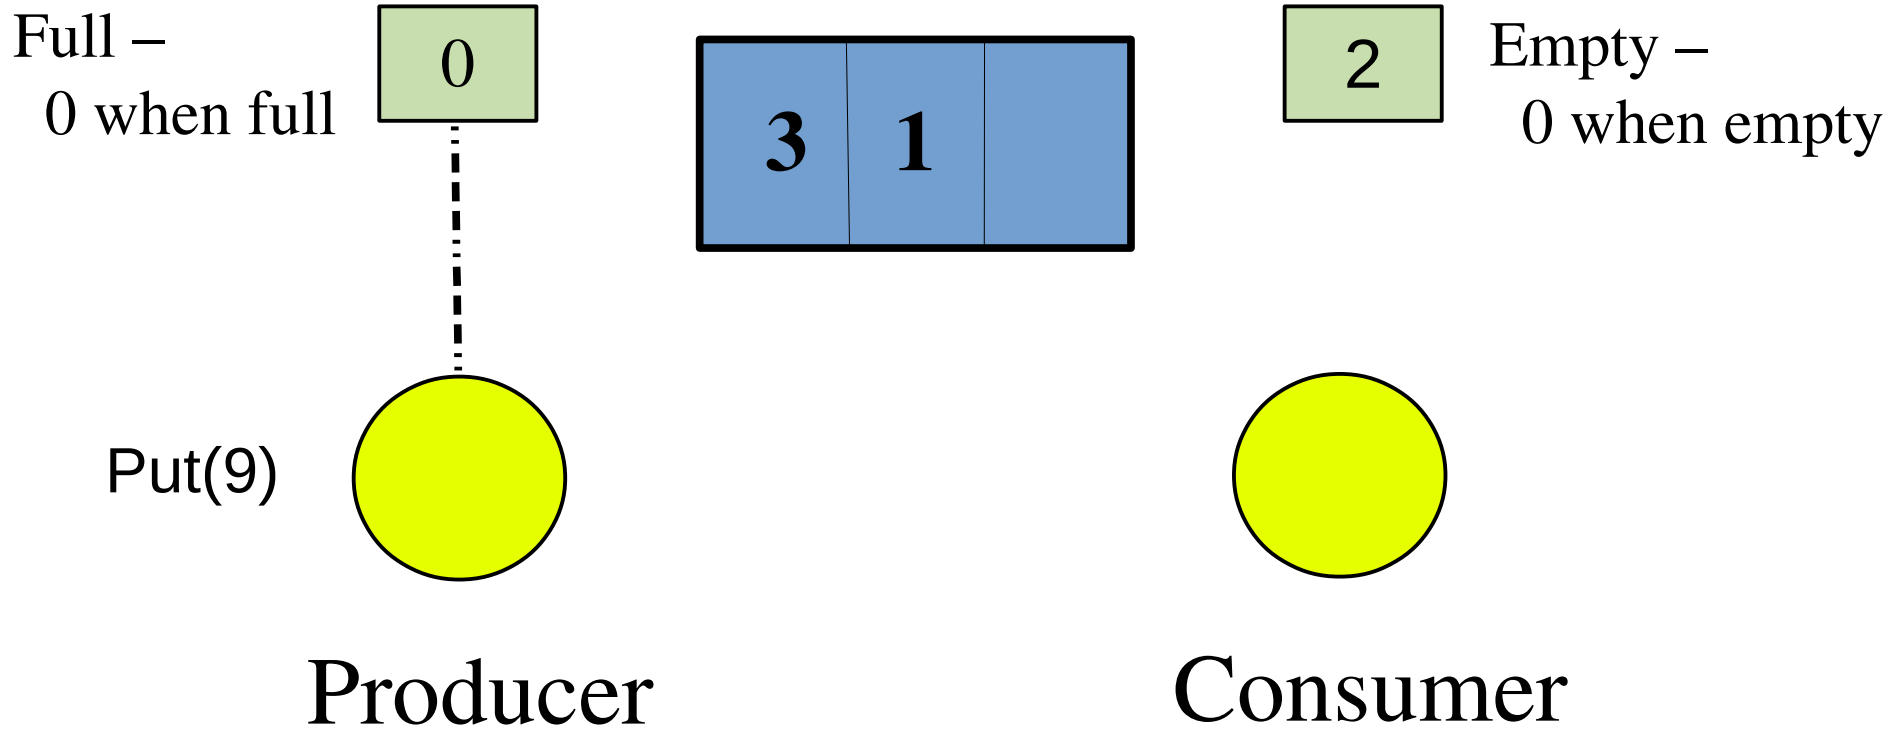 Full –
0 when full
0
3 1
2
Empty –
0 when empty
Put(9)
Producer
Consumer